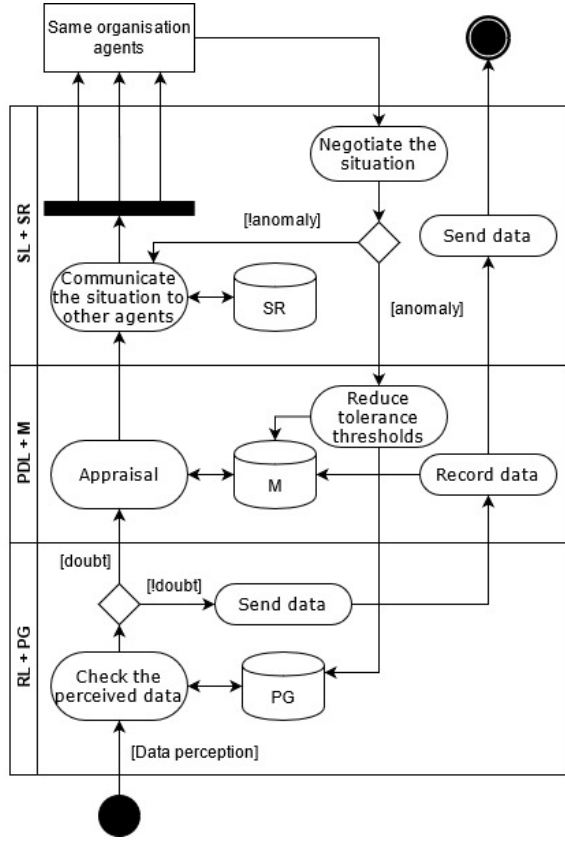 Same organisation
agents
SL + SR
Negotiate the
situation
[!anomaly]
Send data
Communicate
the situation to
other agents
SR
[anomaly]
PDL + M
Reduce
tolerance
thresholds
Appraisal
M
Record data
RL + PG
[doubt]
[!doubt]
Send data
Check the
perceived data
PG
[Data perception]